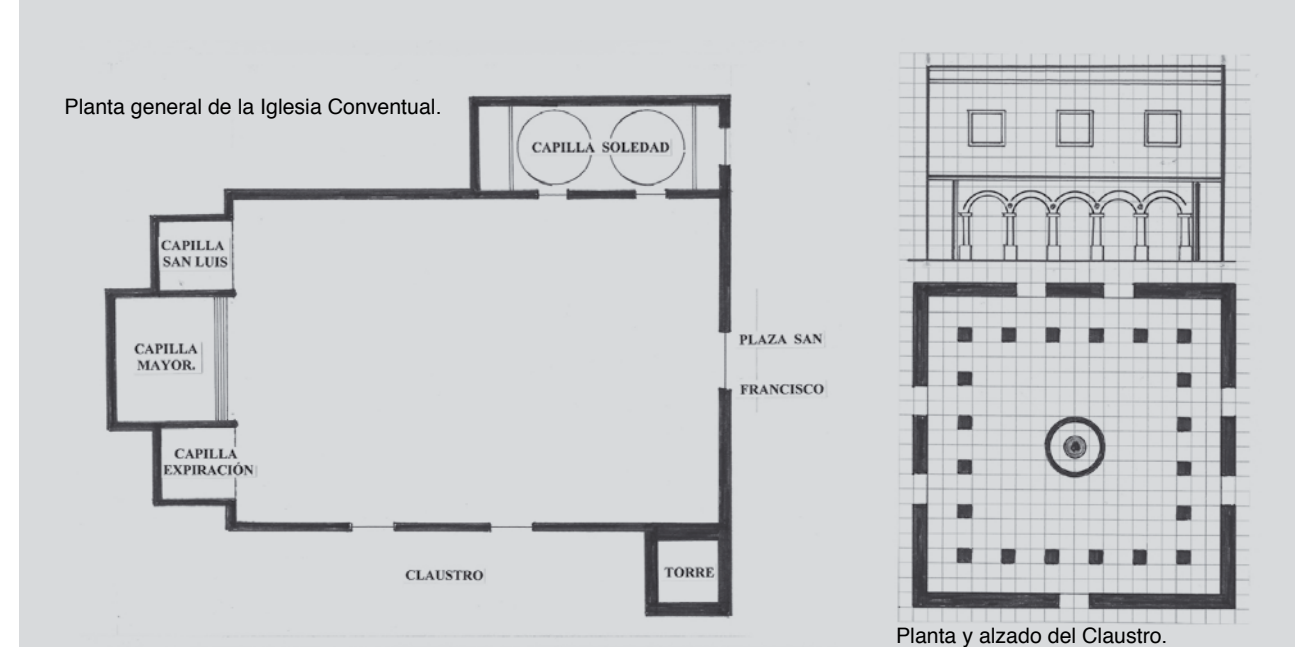 Planta general de la Iglesia Conventual.
CAPILLA SOLEDAD
CAPILLA
SAN LUIS
CAPILLA
MAYOR.
CAPILLA
EXPIRACIÓN
PLAZA SAN
FRANCISCO
CLAUSTRO
TORRE
Planta y alzado del Claustro.